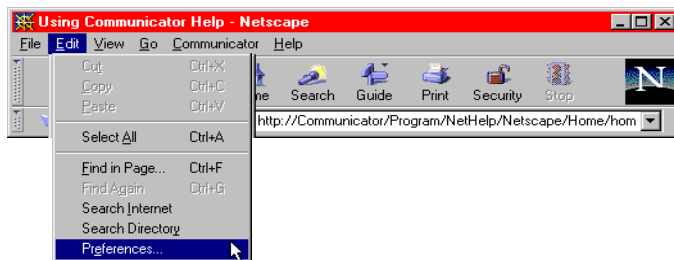 Using Communicator Help - Netscape
File Edit View Go Communicator Help
Cut Ctrl+X
Copy Ctrl+C
Paste Ctrl+V
Select All Ctrl+A
Find in Page... Ctrl+F
Find Again Ctrl+G
Search Internet
Search Directory
Preferences...
Search Guide Print Security Stop
N
http://Communicator/Program/NetHelp/Netscape/Home/hom